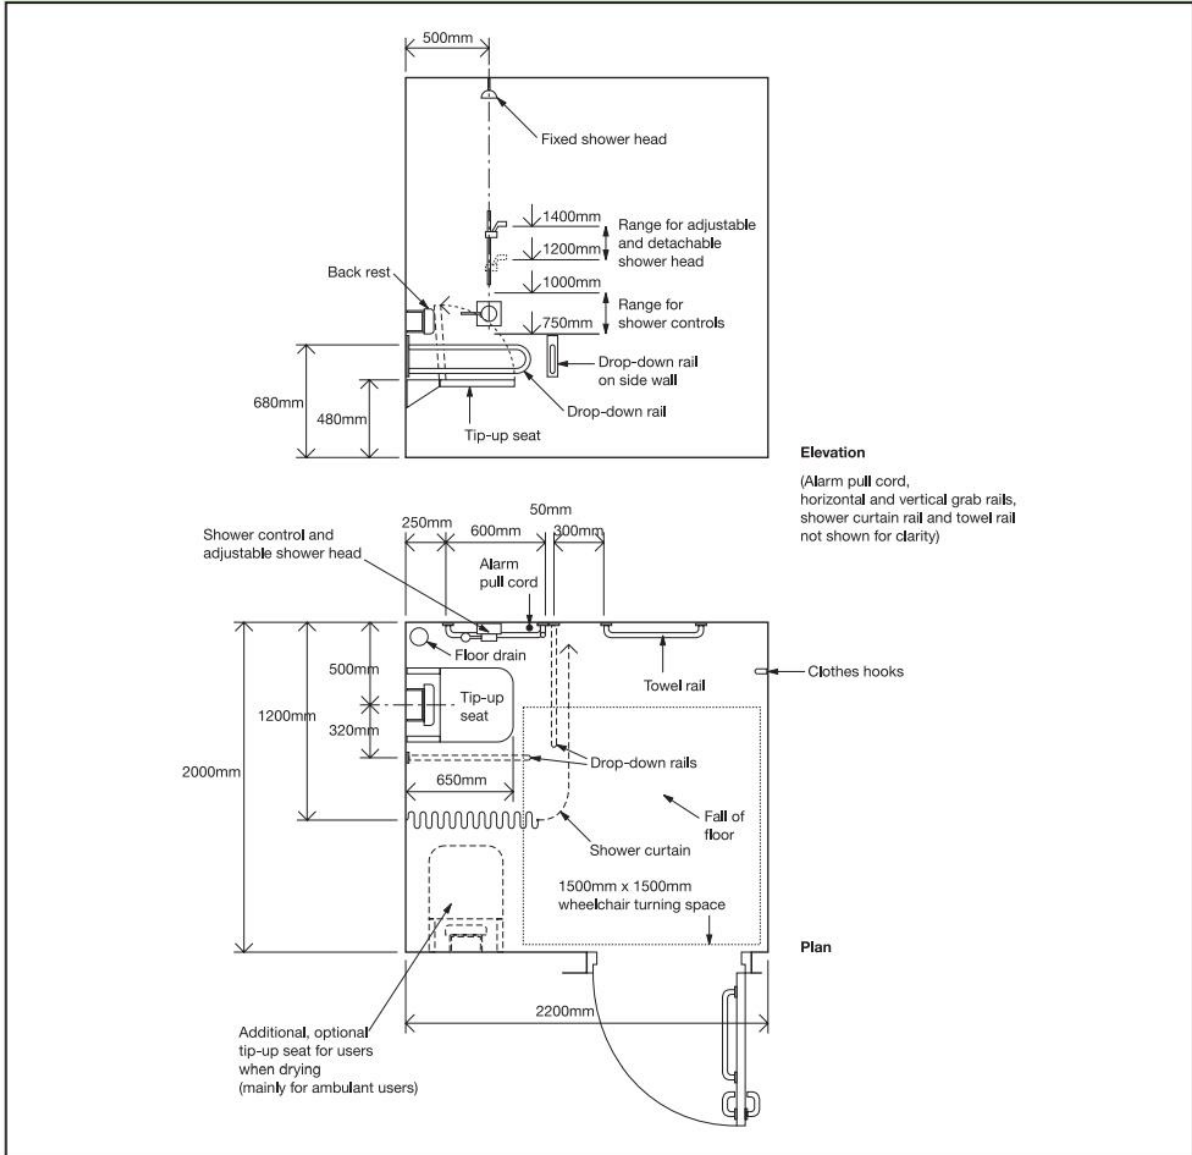 500mm
Fixed shower head
1400mm
Range for adjustable
and detachable
shower head
1200mm
Back rest
1000mm
Range for
shower controls
750mm
Drop-down rail
on side wall
680mm
480mm
Drop-down rail
Tip-up seat
Elevation
(Alarm pull cord,
horizontal and vertical grab rails,
shower curtain rail and towel rail
not shown for clarity)
50mm
250mm
600mm
300mm
Shower control and
adjustable shower head
Alarm
pull cord
Floor drain
500mm
Towel rail
Clothes hooks
Tip-up
seat
1200mm
320mm
2000mm
Drop-down rails
650mm
Fall of
floor
Shower curtain
1500mm x 1500mm
wheelchair turning space
Plan
2200mm
Additional, optional
tip-up seat for users
when drying
(mainly for ambulant users)